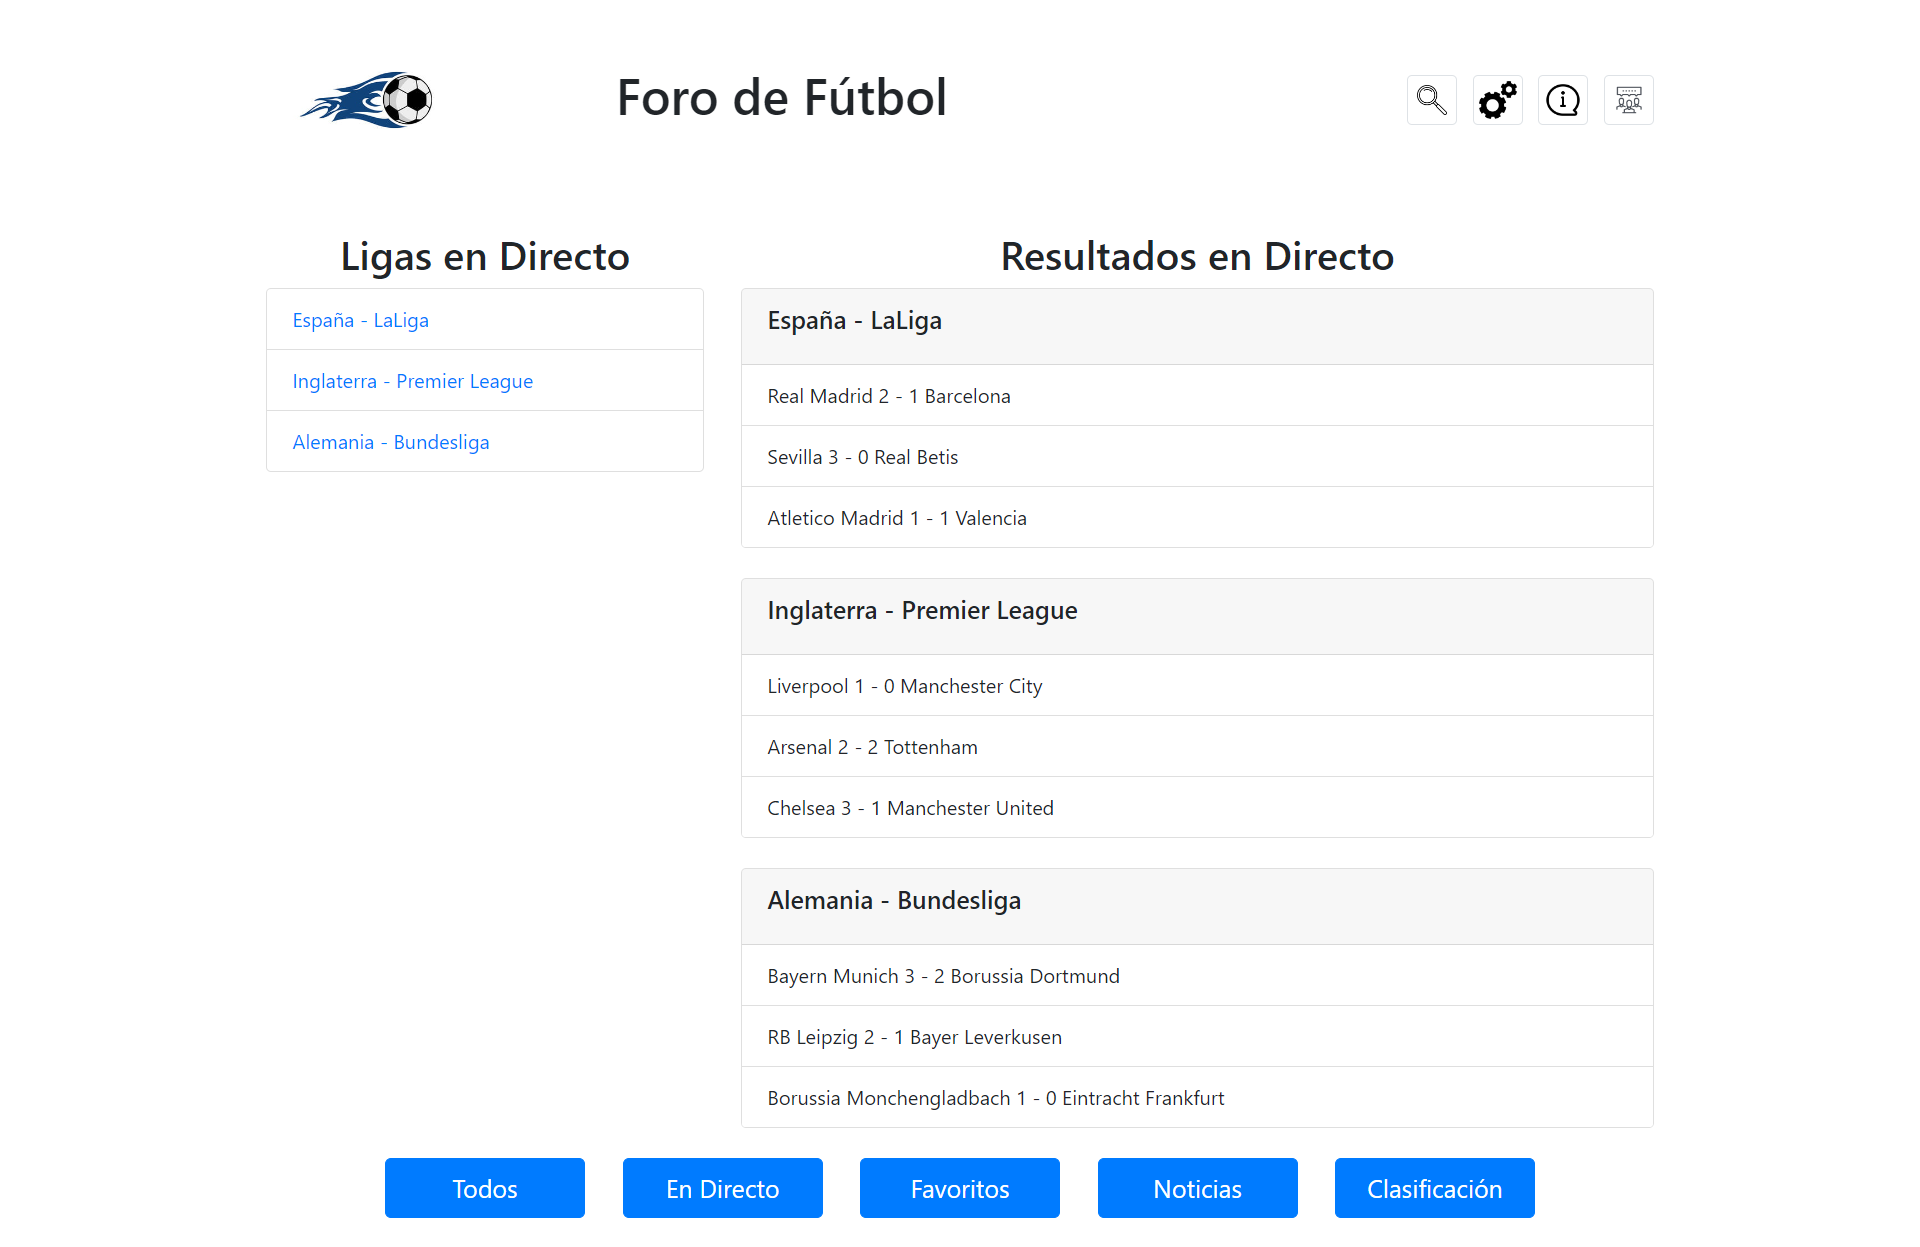 Foro de Fútbol
Ligas en Directo
España - LaLiga
Inglaterra - Premier League
Alemania - Bundesliga
Resultados en Directo
España - LaLiga
Real Madrid 2 - 1 Barcelona
Sevilla 3 - 0 Real Betis
Atletico Madrid 1 - 1 Valencia
Inglaterra - Premier League
Liverpool 1 - 0 Manchester City
Arsenal 2 - 2 Tottenham
Chelsea 3 - 1 Manchester United
Alemania - Bundesliga
Bayern Munich 3 - 2 Borussia Dortmund
RB Leipzig 2 - 1 Bayer Leverkusen
Borussia Monchengladbach 1 - 0 Eintracht Frankfurt
Todos
En Directo
Favoritos
Noticias
Clasificación